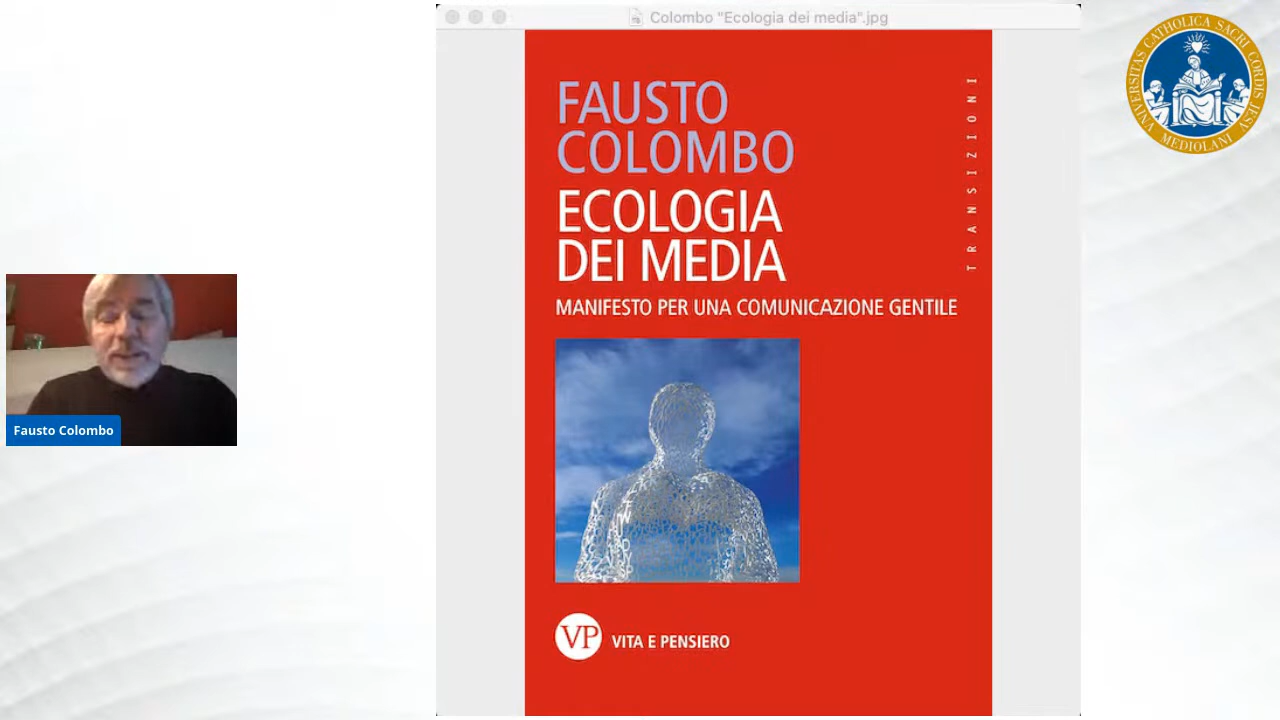 Colombo "Ecologia dei media".jpg
FAUSTO
COLOMBO
ECOLOGIA
DEI MEDIA
MANIFESTO PER UNA COMUNICAZIONE GENTILE
TRANSIZIONI
VP VITA E PENSIERO
Fausto Colombo
UNIVERSITAS CATHOLICA SACRI CORDIS JESV
MEDIOLANI